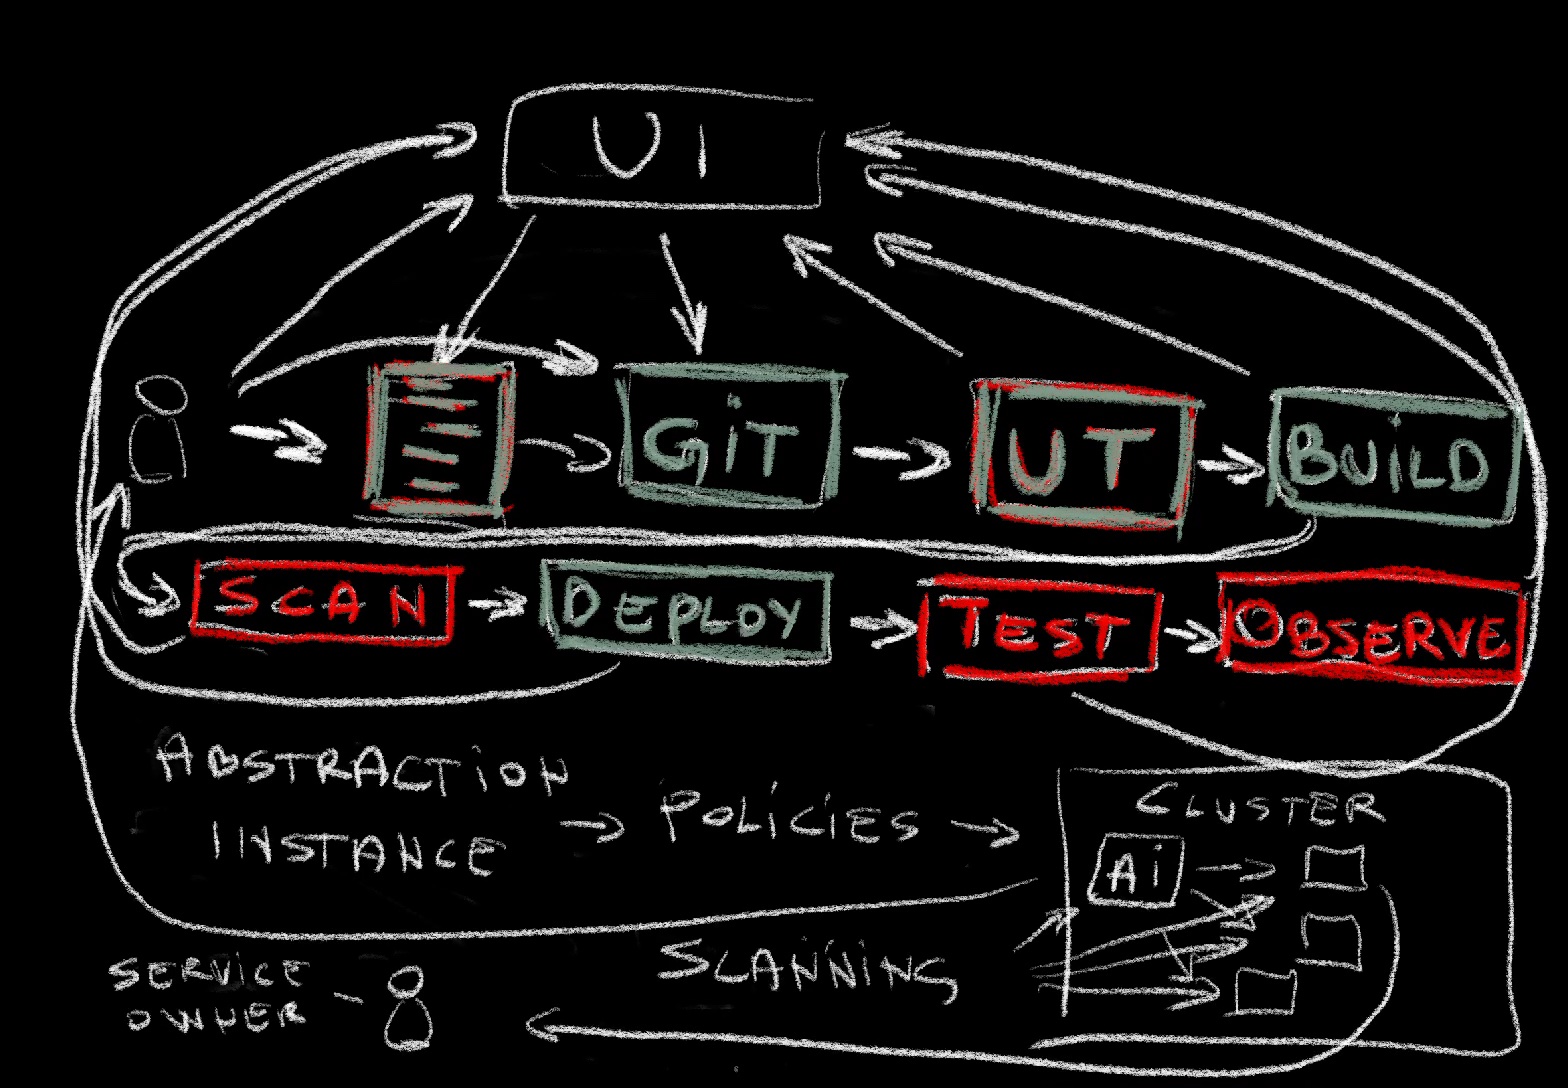 UI
GiT
UT
BUiLD
SCAN
DEPLOY
TEST
OBSERVE
ABSTRACTiON
INSTANCE
POLiCiES
CLUSTER
Ai
SERVICE
OWNER
SCANNiNG